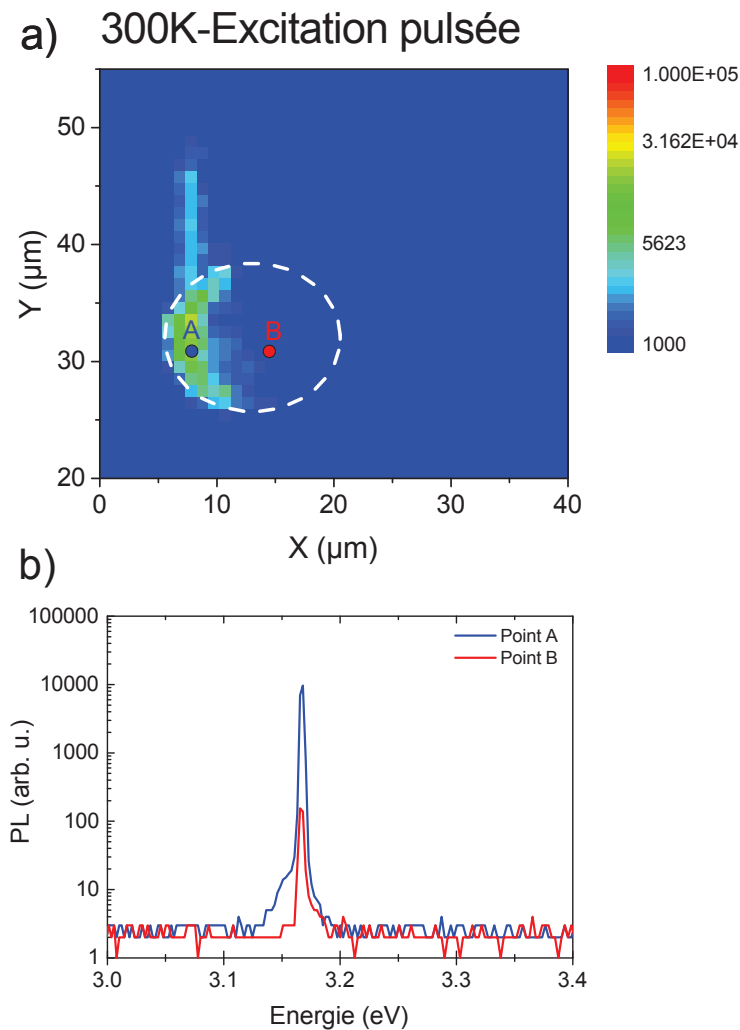 a) 300K-Excitation pulsée
1.000E+05
3.162E+04
5623
1000
50
40
30
20
Y (µm)
A
B
0
10
20
30
40
X (µm)
b)
100000
10000
1000
100
10
1
PL (arb. u.)
Point A
Point B
3.0
3.1
3.2
3.3
3.4
Energie (eV)